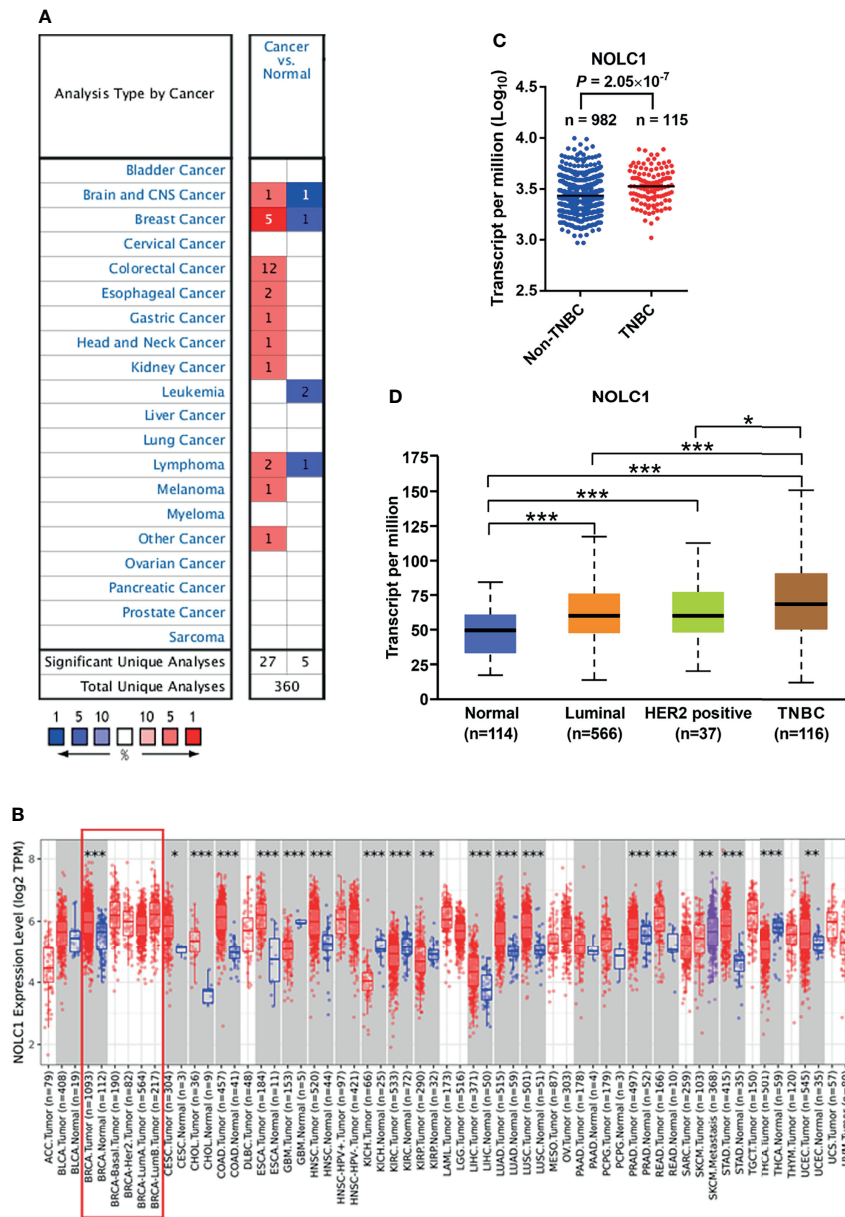 A
Analysis Type by Cancer
Cancer
vs.
Normal
Bladder Cancer
Brain and CNS Cancer 1 1
Breast Cancer 5 1
Cervical Cancer
Colorectal Cancer 12
Esophageal Cancer 2
Gastric Cancer 1
Head and Neck Cancer 1
Kidney Cancer 1
Leukemia 2
Liver Cancer
Lung Cancer
Lymphoma 2 1
Melanoma 1
Myeloma
Other Cancer 1
Ovarian Cancer
Pancreatic Cancer
Prostate Cancer
Sarcoma
Significant Unique Analyses 27 5
Total Unique Analyses 360
1 5 10 10 5 1
%
C
NOLC1
P = 2.05×10⁻⁷
n = 982 n = 115
Transcript per million (Log₁₀)
4.5
4.0
3.5
3.0
2.5
Non-TNBC
TNBC
D
NOLC1
*
***
***
***
***
Transcript per million
175
150
125
100
75
50
25
0
Normal Luminal HER2 positive TNBC
(n=114) (n=566) (n=37) (n=116)
B
NOLC1 Expression Level (log2 TPM)
8
6
4
2
*** * *** *** *** *** *** *** *** ** *** *** *** *** *** ** *** *** **
ACC.Tumor (n=79)
BLCA.Tumor (n=408)
BLCA.Normal (n=19)
BRCA.Tumor (n=1093)
BRCA.Normal (n=112)
BRCA-Basal.Tumor (n=190)
BRCA-Her2.Tumor (n=82)
BRCA-LumA.Tumor (n=564)
BRCA-LumB.Tumor (n=217)
CESC.Tumor (n=304)
CESC.Normal (n=3)
CHOL.Tumor (n=36)
CHOL.Normal (n=9)
COAD.Tumor (n=457)
COAD.Normal (n=41)
DLBC.Tumor (n=48)
ESCA.Tumor (n=184)
ESCA.Normal (n=11)
GBM.Tumor (n=153)
GBM.Normal (n=5)
HNSC.Tumor (n=520)
HNSC.Normal (n=44)
HNSC-HPV+.Tumor (n=97)
HNSC-HPV-.Tumor (n=421)
KICH.Tumor (n=66)
KICH.Normal (n=25)
KIRC.Tumor (n=533)
KIRC.Normal (n=72)
KIRP.Tumor (n=290)
KIRP.Normal (n=32)
LAML.Tumor (n=173)
LGG.Tumor (n=516)
LIHC.Tumor (n=371)
LIHC.Normal (n=50)
LUAD.Tumor (n=515)
LUAD.Normal (n=59)
LUSC.Tumor (n=501)
LUSC.Normal (n=51)
MESO.Tumor (n=87)
OV.Tumor (n=303)
PAAD.Tumor (n=178)
PAAD.Normal (n=4)
PCPG.Tumor (n=179)
PCPG.Normal (n=3)
PRAD.Tumor (n=497)
PRAD.Normal (n=52)
READ.Tumor (n=166)
READ.Normal (n=10)
SARC.Tumor (n=259)
SKCM.Tumor (n=103)
SKCM.Metastasis (n=368)
STAD.Tumor (n=415)
STAD.Normal (n=35)
TGCT.Tumor (n=150)
THCA.Tumor (n=501)
THCA.Normal (n=59)
THYM.Tumor (n=120)
UCEC.Tumor (n=545)
UCEC.Normal (n=35)
UCS.Tumor (n=57)